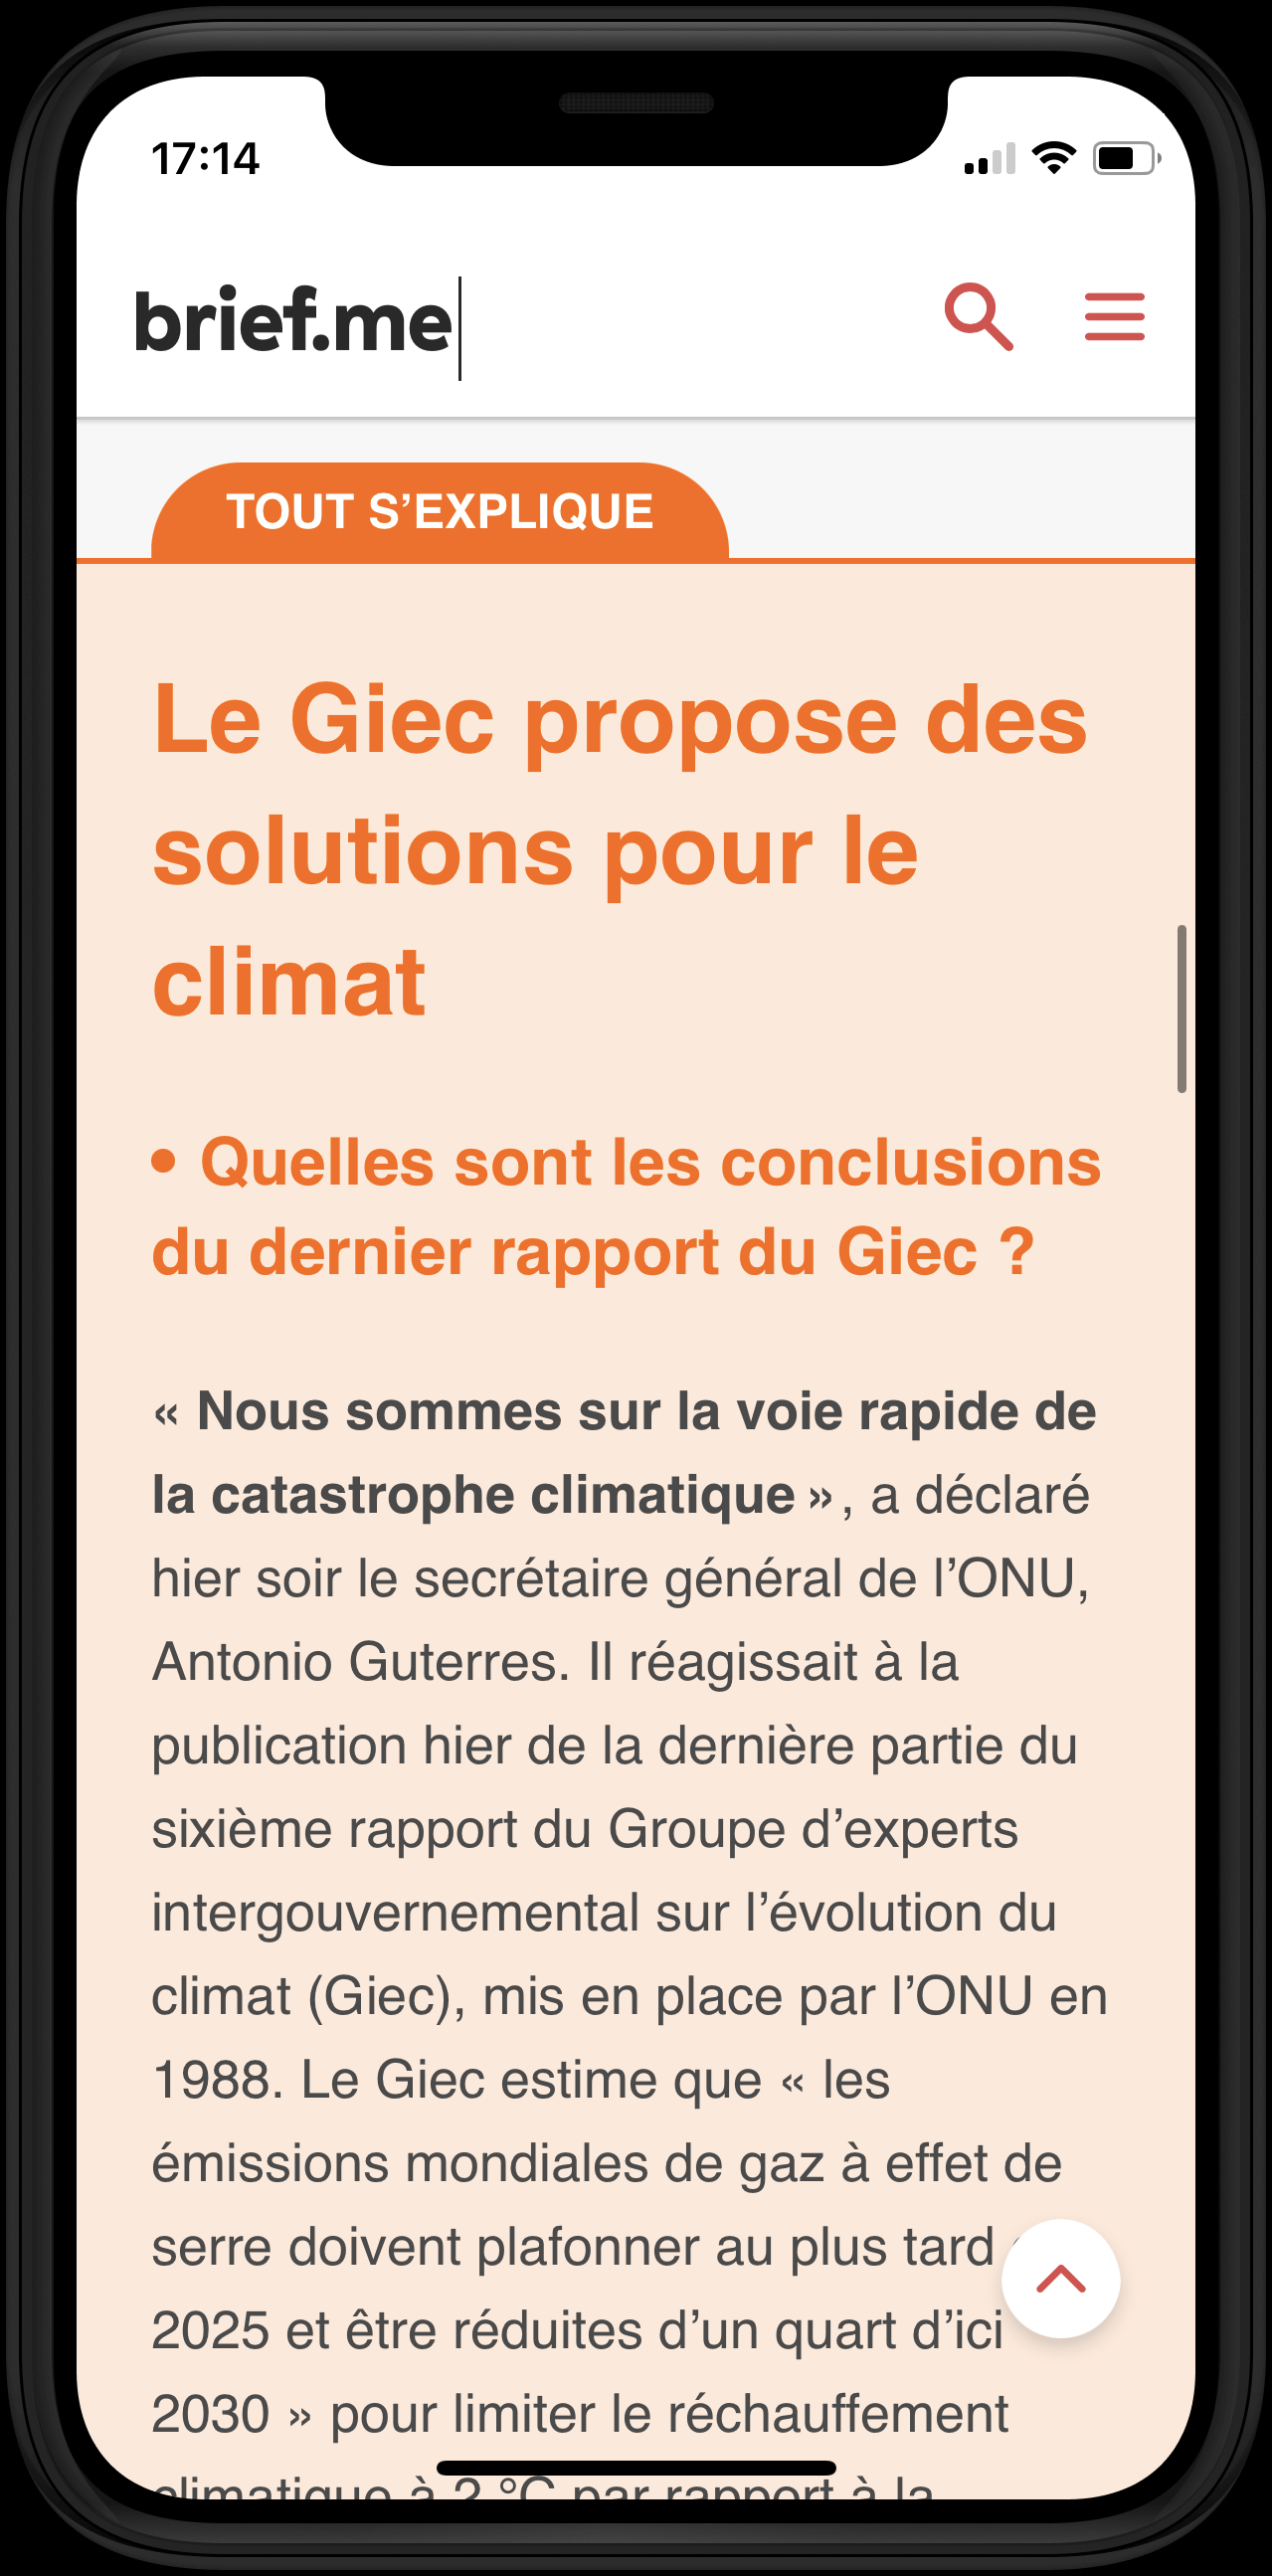 17:14
brief.me
TOUT S’EXPLIQUE
Le Giec propose des
solutions pour le
climat
• Quelles sont les conclusions
du dernier rapport du Giec ?
« Nous sommes sur la voie rapide de
la catastrophe climatique », a déclaré
hier soir le secrétaire général de l’ONU,
Antonio Guterres. Il réagissait à la
publication hier de la dernière partie du
sixième rapport du Groupe d’experts
intergouvernemental sur l’évolution du
climat (Giec), mis en place par l’ONU en
1988. Le Giec estime que « les
émissions mondiales de gaz à effet de
serre doivent plafonner au plus tard
2025 et être réduites d’un quart d’ici
2030 » pour limiter le réchauffement
climatique à 2 °C par rapport à la